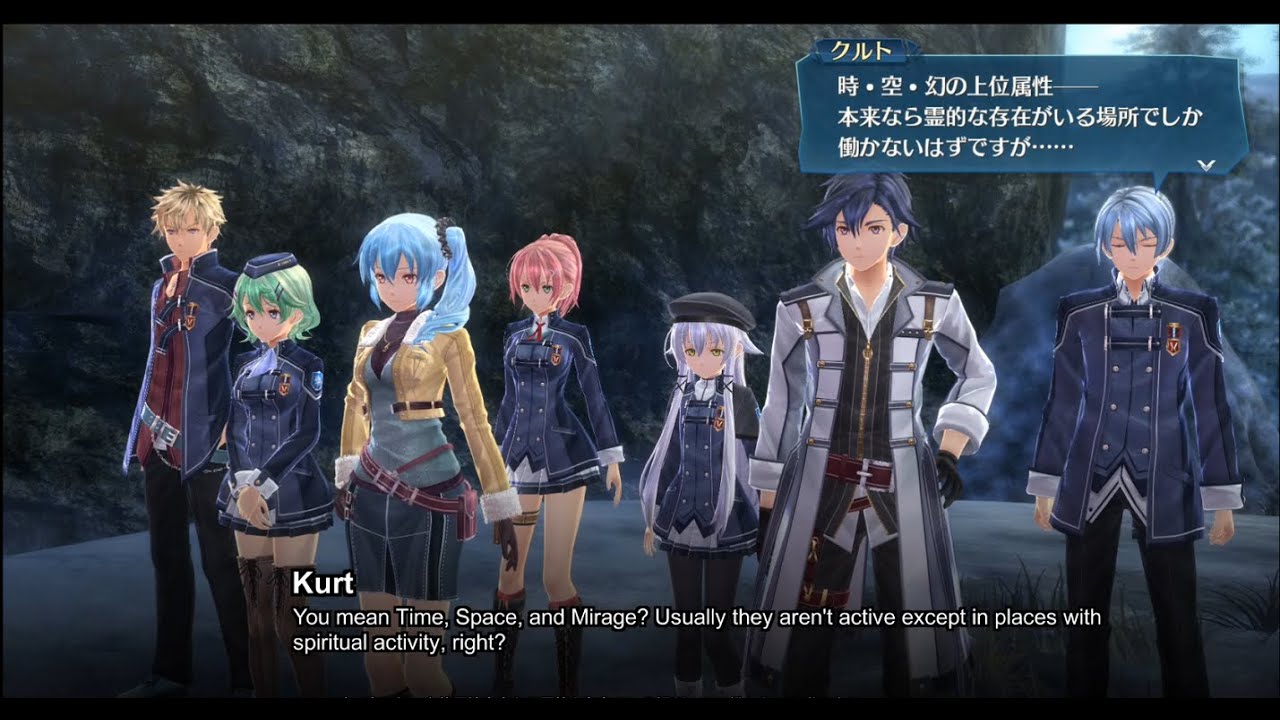 クルト
時・空・幻の上位属性──
本来なら霊的な存在がいる場所でしか
働かないはずですが……
Kurt
You mean Time, Space, and Mirage? Usually they aren't active except in places with
spiritual activity, right?